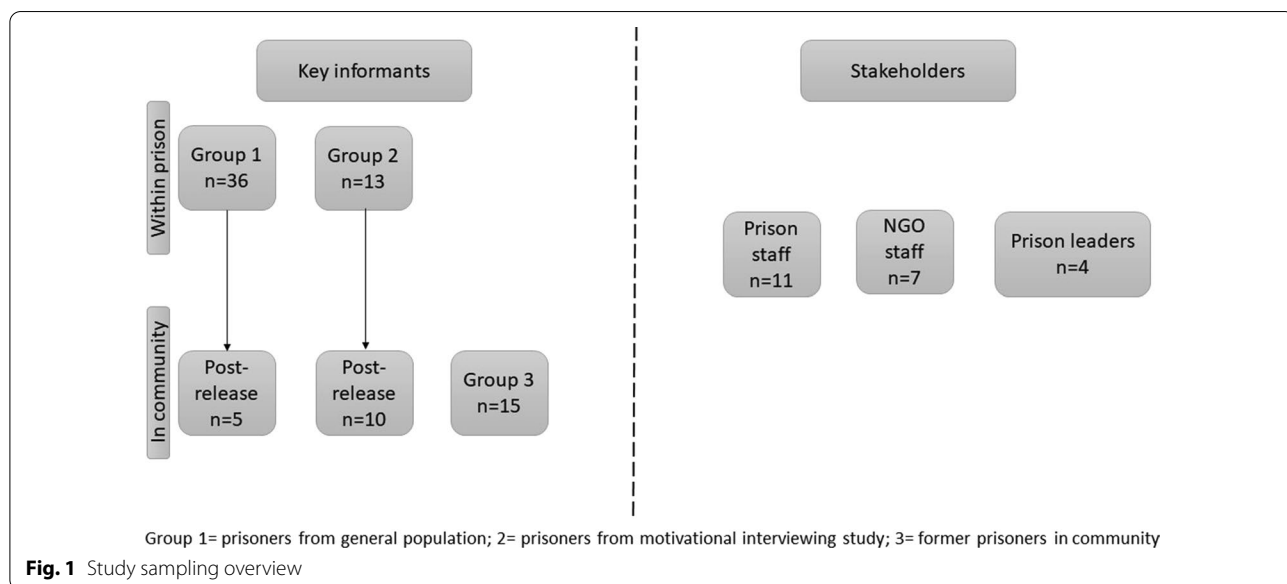 Key informants
Stakeholders
Within prison
Group 1
n=36
Group 2
n=13
Prison
staff
n=11
NGO
staff
n=7
Prison leaders
n=4
In community
Post-
release
n=5
Post-
release
n=10
Group 3
n=15
Group 1= prisoners from general population; 2= prisoners from motivational interviewing study; 3= former prisoners in community
Fig. 1 Study sampling overview